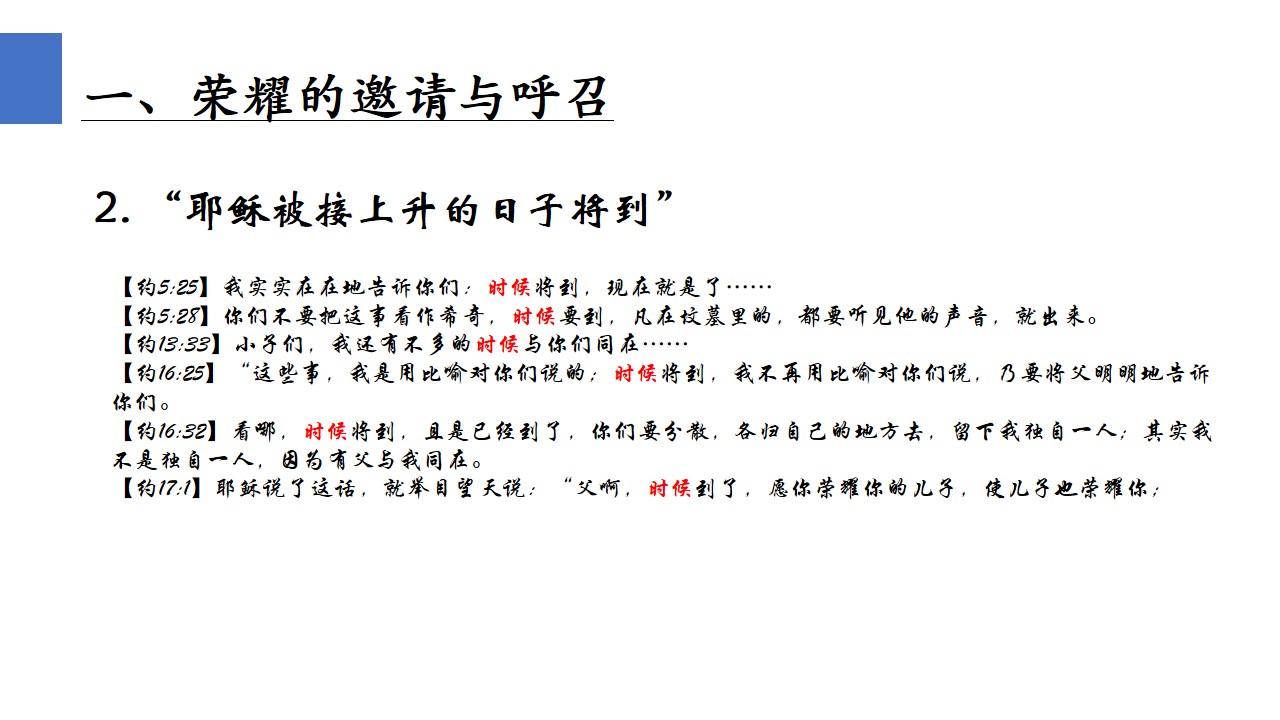 一、荣耀的邀请与呼召
2.“耶稣被接上升的日子将到”
【约5:25】我实实在在地告诉你们：时候将到，现在就是了……
【约5:28】你们不要把这事看作希奇，时候要到，凡在坟墓里的，都要听见他的声音，就出来。
【约13:33】小子们，我还有不多的时候与你们同在……
【约16:25】“这些事，我是用比喻对你们说的；时候将到，我不再用比喻对你们说，乃要将父明明地告诉
你们。
【约16:32】看哪，时候将到，且是已经到了，你们要分散，各归自己的地方去，留下我独自一人；其实我
不是独自一人，因为有父与我同在。
【约17:1】耶稣说了这话，就举目望天说：“父啊，时候到了，愿你荣耀你的儿子，使儿子也荣耀你；